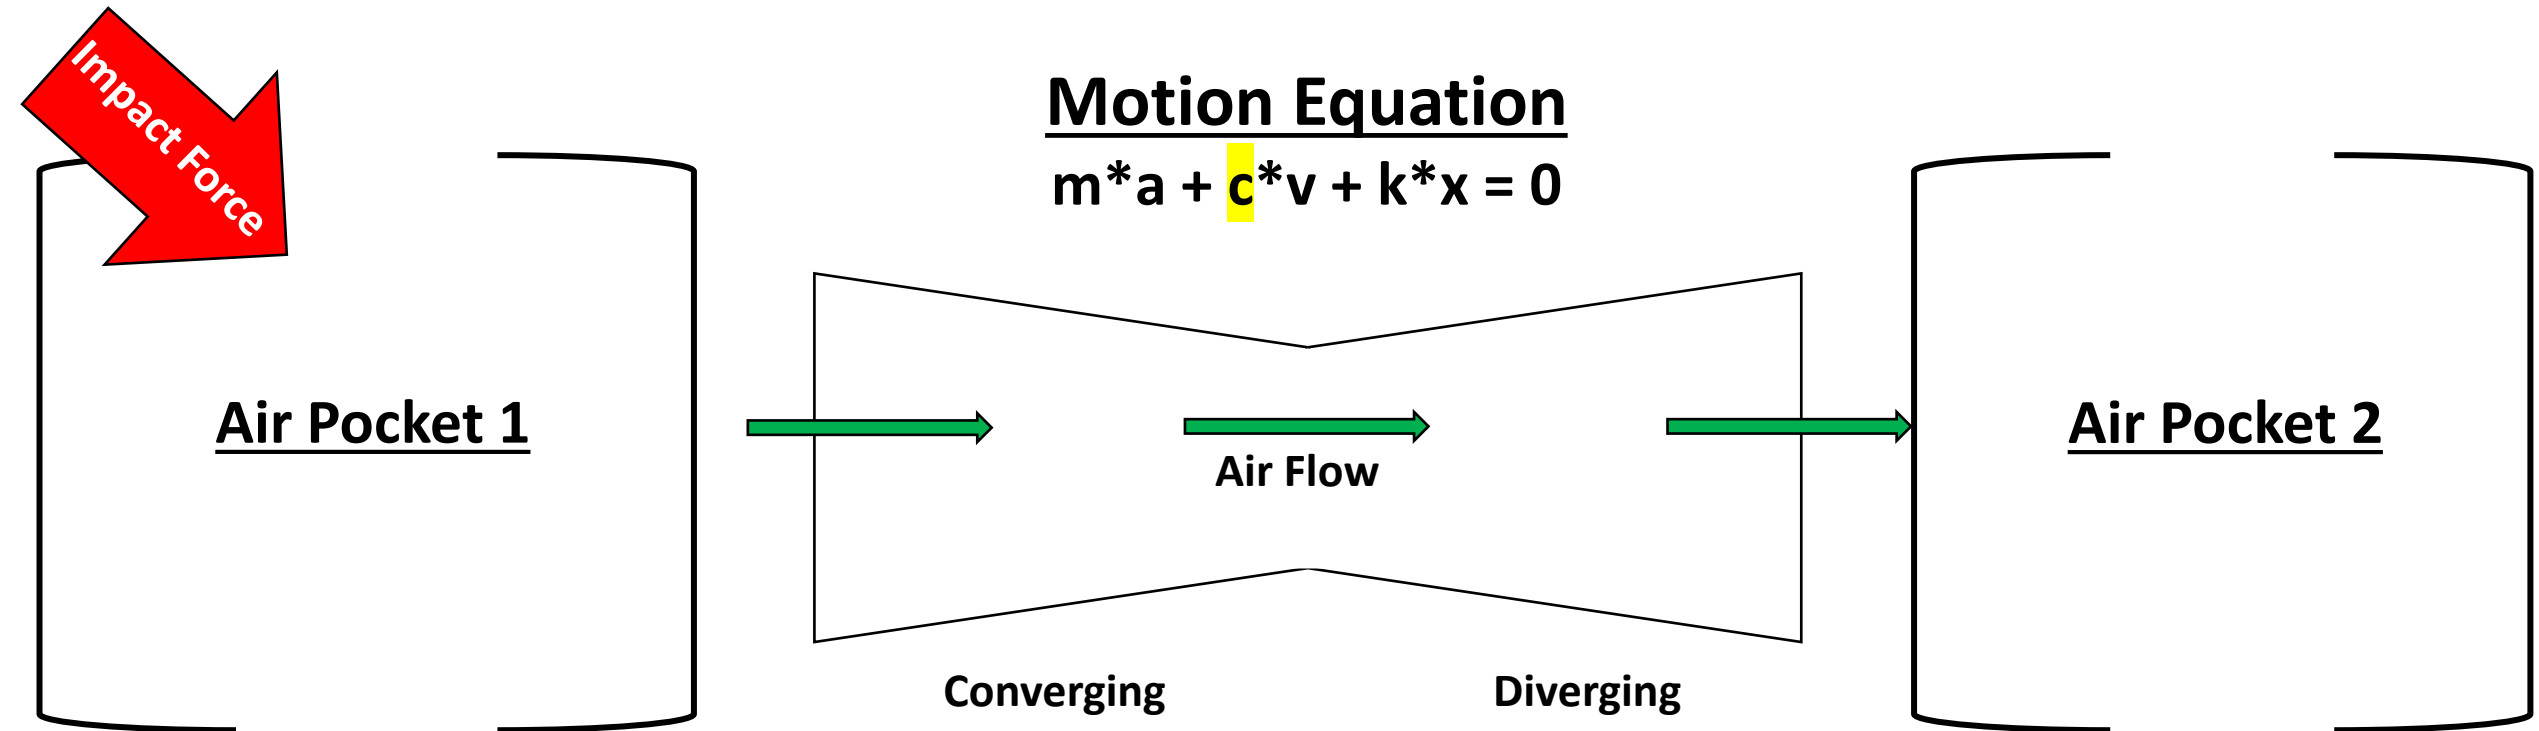 Impact Force
Motion Equation
m*a + c*v + k*x = 0
Air Pocket 1
Air Flow
Air Pocket 2
Converging
Diverging